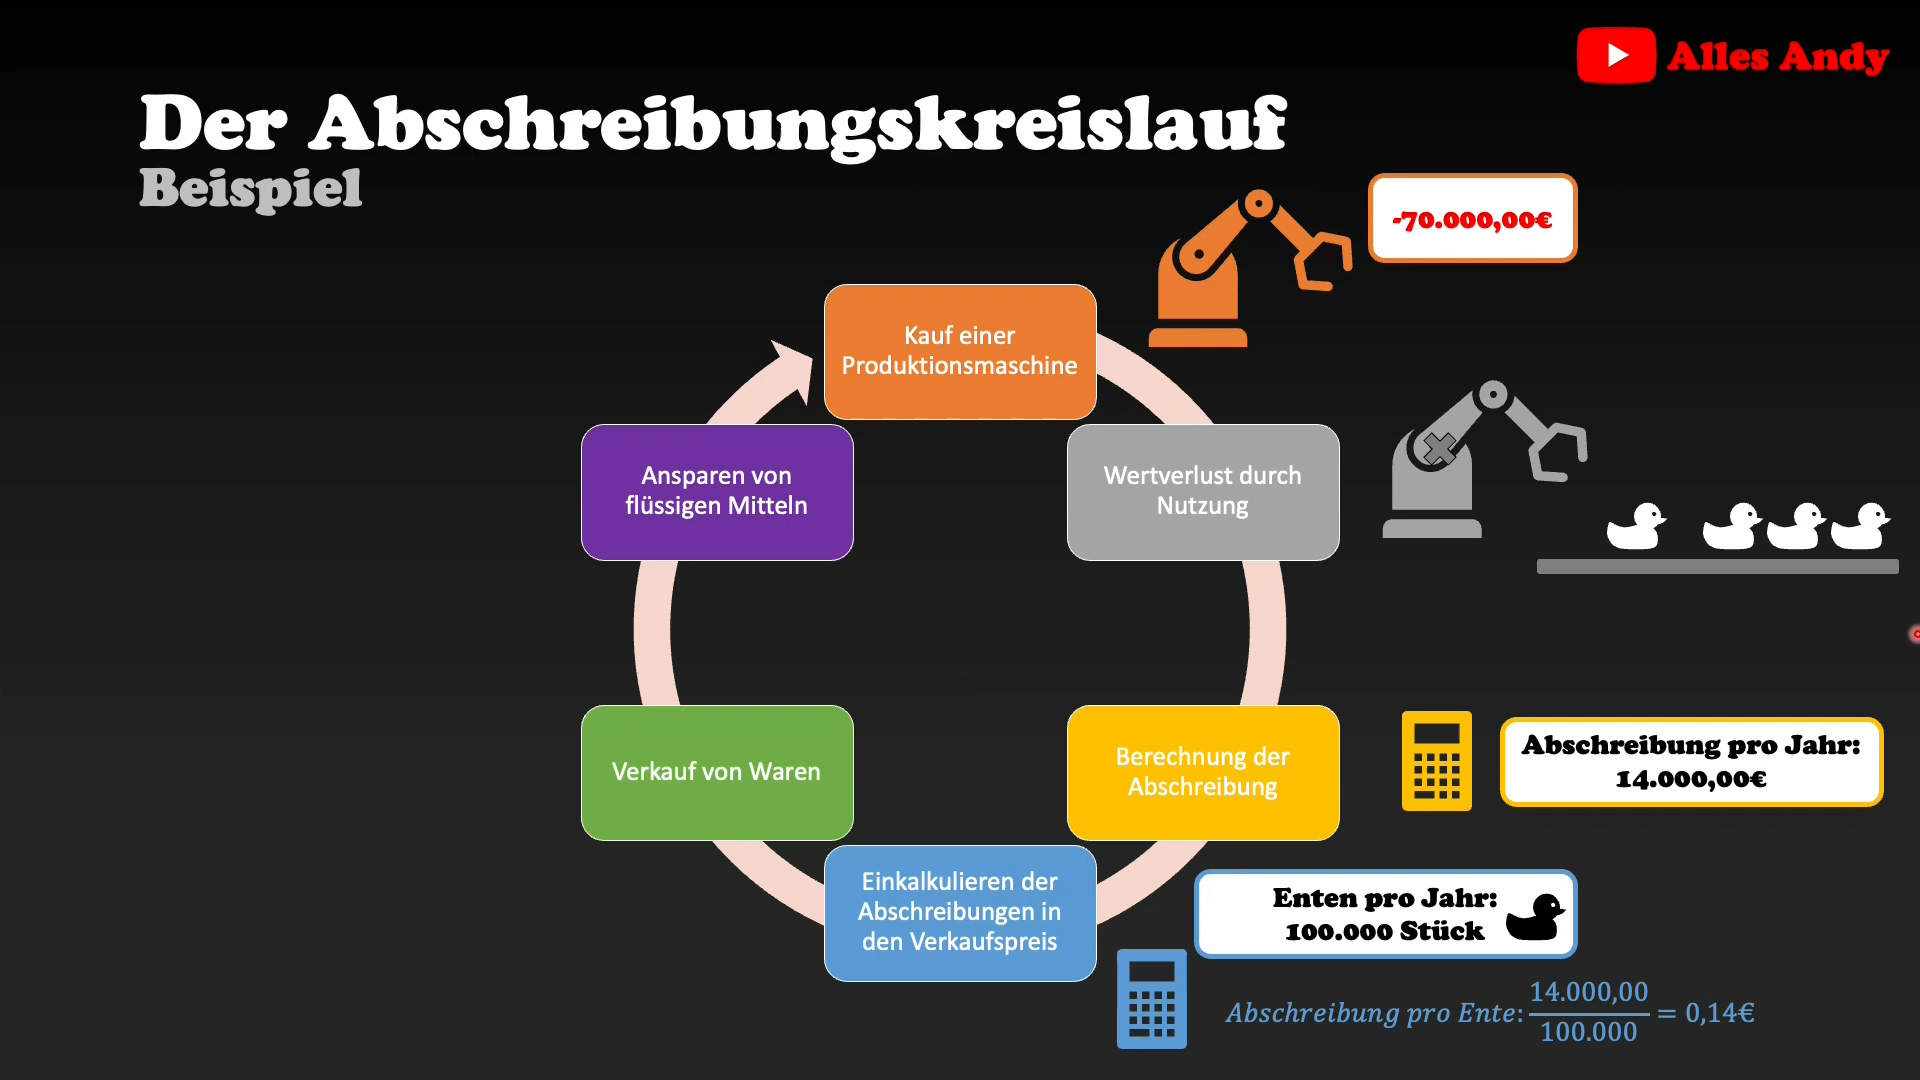 Alles Andy
Der Abschreibungskreislauf
Beispiel
-70.000,00€
Kauf einer
Produktionsmaschine
Wertverlust durch
Nutzung
Berechnung der
Abschreibung
Abschreibung pro Jahr:
14.000,00€
Einkalkulieren der
Abschreibungen in
den Verkaufspreis
Enten pro Jahr:
100.000 Stück
Abschreibung pro Ente: 14.000,00/100.000 = 0,14€
Verkauf von Waren
Ansparen von
flüssigen Mitteln